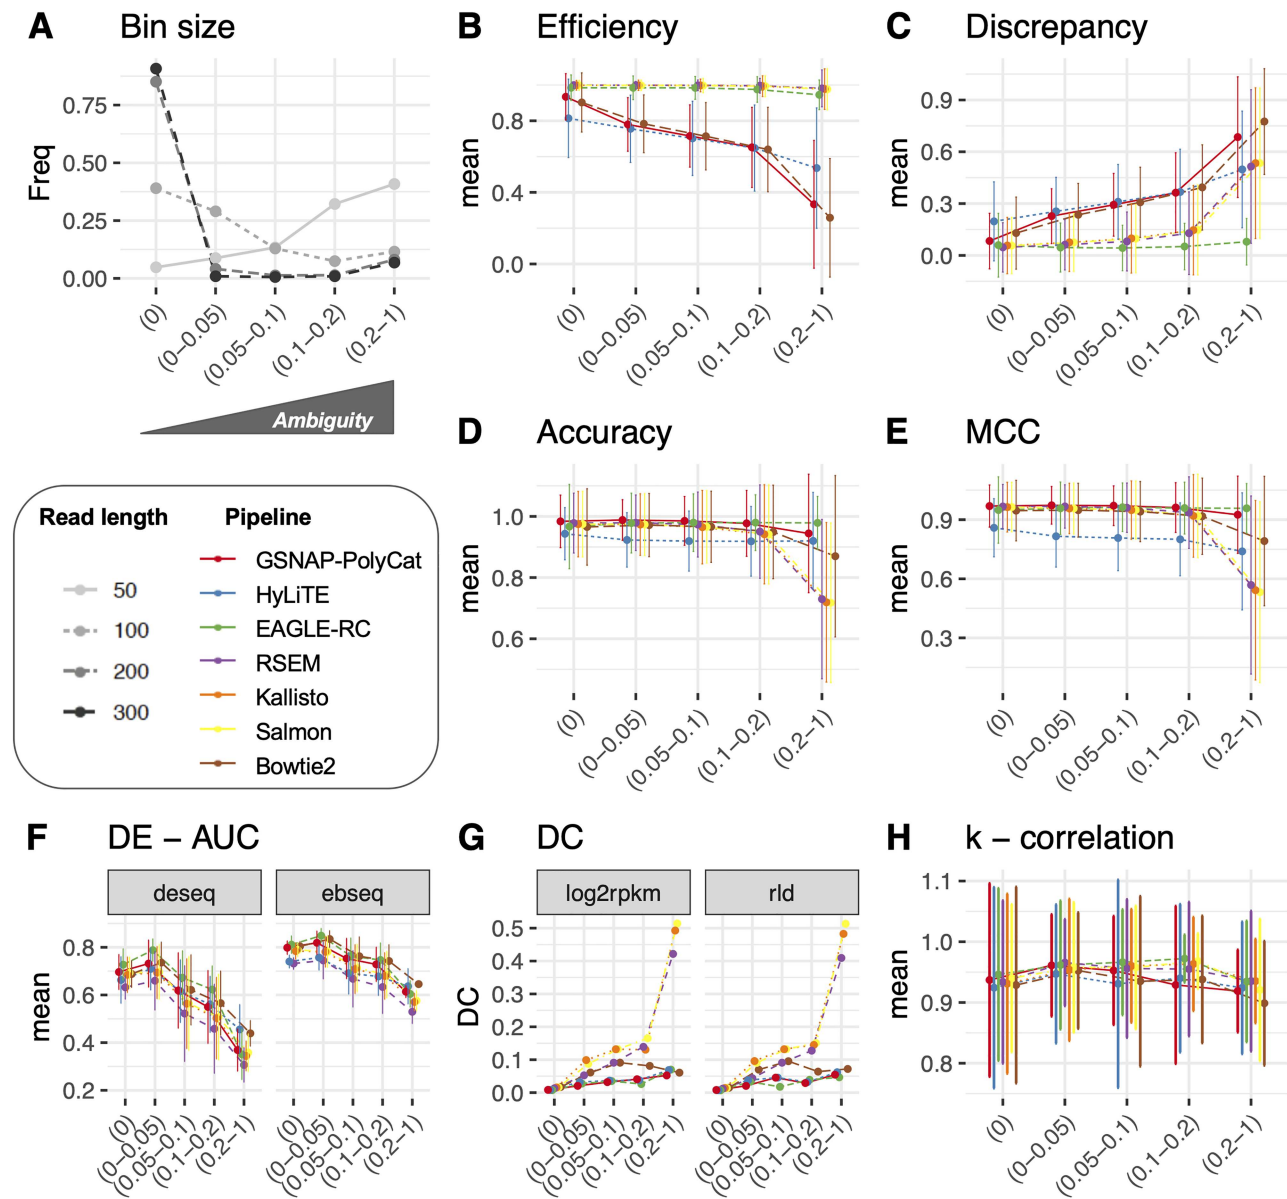 A Bin size
Freq
0.75
0.50
0.25
0.00
(0)
(0−0.05)
(0.05−0.1)
(0.1−0.2)
(0.2−1)
Ambiguity
B Efficiency
mean
0.8
0.4
0.0
(0)
(0−0.05)
(0.05−0.1)
(0.1−0.2)
(0.2−1)
C Discrepancy
mean
0.9
0.6
0.3
0.0
(0)
(0−0.05)
(0.05−0.1)
(0.1−0.2)
(0.2−1)
Read length
50
100
200
300
Pipeline
GSNAP-PolyCat
HyLiTE
EAGLE-RC
RSEM
Kallisto
Salmon
Bowtie2
D Accuracy
mean
1.0
0.8
0.6
(0)
(0−0.05)
(0.05−0.1)
(0.1−0.2)
(0.2−1)
E MCC
mean
0.9
0.6
0.3
(0)
(0−0.05)
(0.05−0.1)
(0.1−0.2)
(0.2−1)
F DE − AUC
deseq
ebseq
mean
0.8
0.6
0.4
0.2
(0)
(0−0.05)
(0.05−0.1)
(0.1−0.2)
(0.2−1)
(0)
(0−0.05)
(0.05−0.1)
(0.1−0.2)
(0.2−1)
G DC
log2rpkm
rld
DC
0.5
0.4
0.3
0.2
0.1
0.0
(0)
(0−0.05)
(0.05−0.1)
(0.1−0.2)
(0.2−1)
(0)
(0−0.05)
(0.05−0.1)
(0.1−0.2)
(0.2−1)
H k − correlation
mean
1.1
1.0
0.9
0.8
(0)
(0−0.05)
(0.05−0.1)
(0.1−0.2)
(0.2−1)